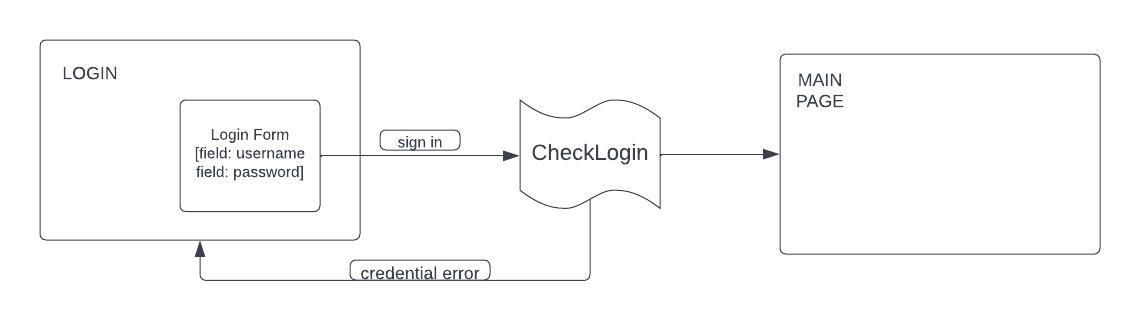 LOGIN
Login Form
[field: username
field: password]
sign in
CheckLogin
credential error
MAIN
PAGE